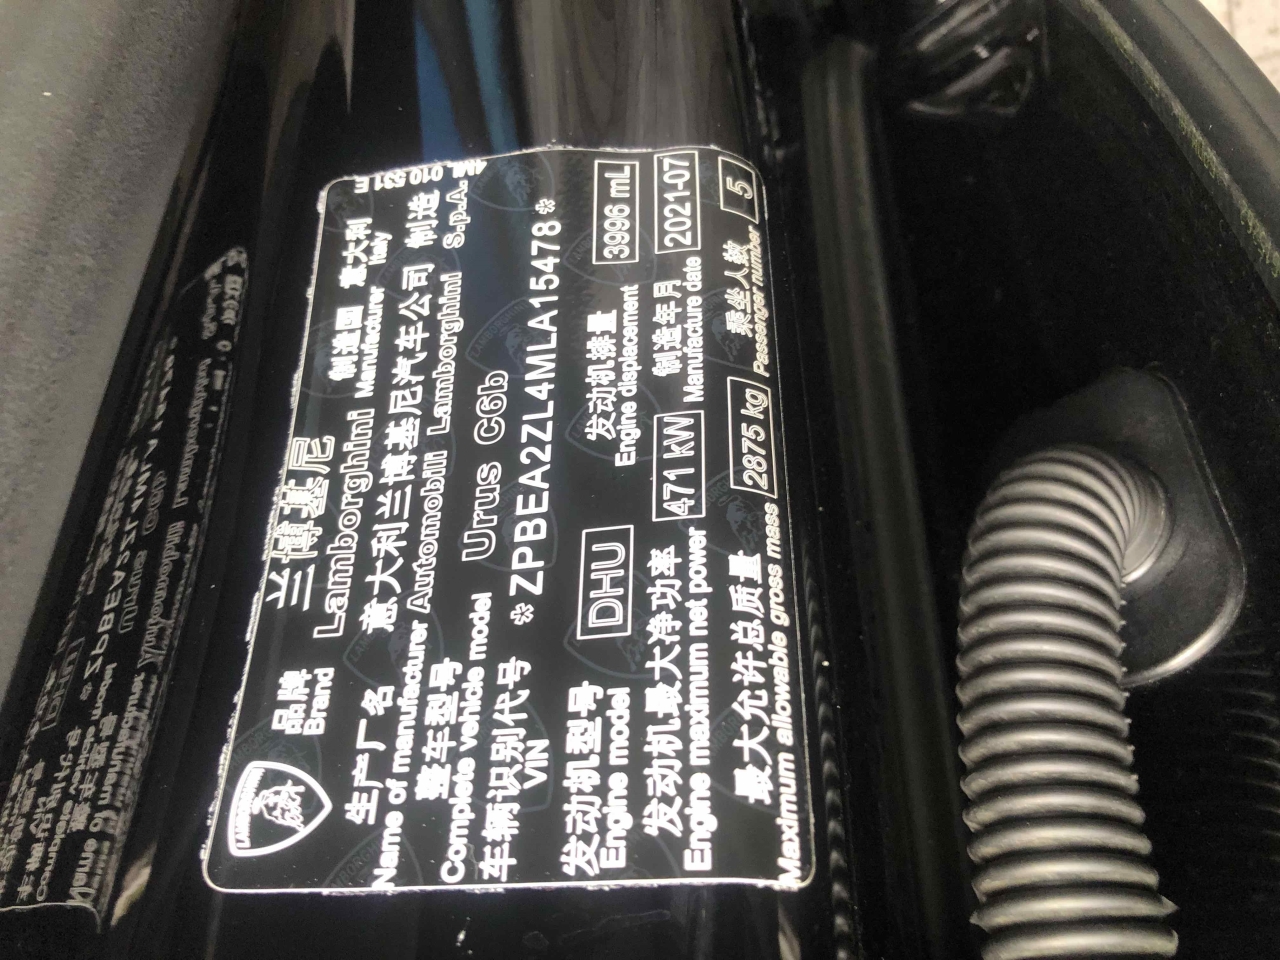 4ML 010 531 M
品牌 兰博基尼 制造国 意大利
Brand Lamborghini Manufacturer Italy
生产厂名 意大利兰博基尼汽车公司 制造
Name of manufacturer Automobili Lamborghini S.p.A.
整车型号
Complete vehicle model Urus C6b
车辆识别代号
VIN *ZPBEA2ZL4MLA15478*
发动机型号 DHU 发动机排量 3996 mL
Engine model Engine displacement
发动机最大净功率 471 kW 制造年月 2021-07
Engine maximum net power Manufacture date
最大允许总质量 2875 kg 乘坐人数 5
Maximum allowable gross mass Passenger number